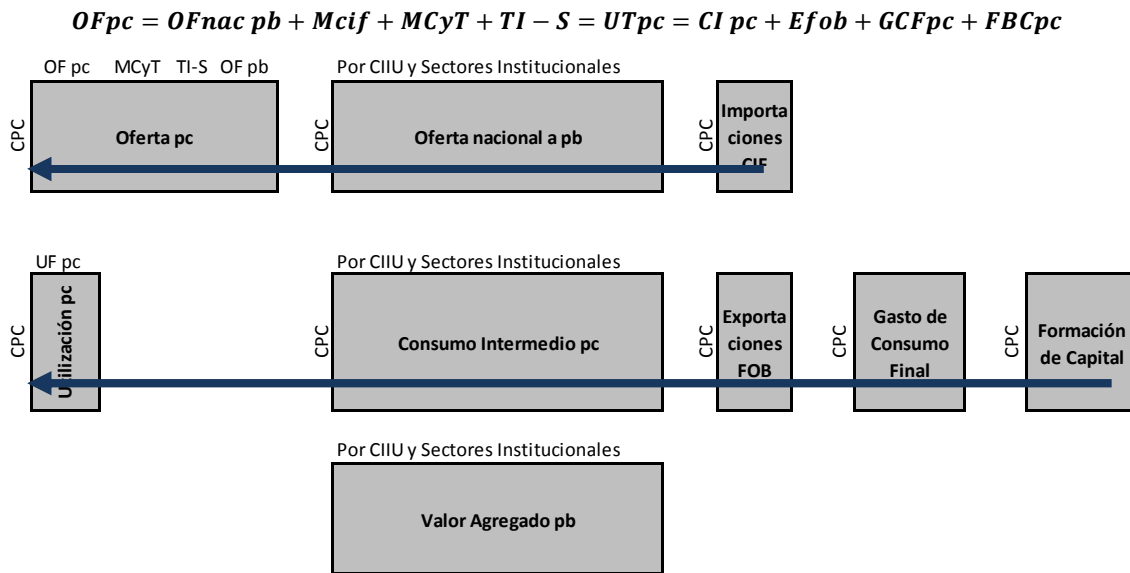 OFpc = OFnac pb + Mcif + MCyT + TI − S = UTpc = CI pc + Efob + GCFpc + FBCpc
OF pc MCyT TI-S OF pb
Por CIIU y Sectores Institucionales
CPC
Oferta pc
CPC
Oferta nacional a pb
CPC
Importa
ciones
CIF
UF pc
Por CIIU y Sectores Institucionales
CPC
Utilización pc
CPC
Consumo Intermedio pc
CPC
Exporta
ciones
FOB
CPC
Gasto de
Consumo
Final
CPC
Formación
de Capital
Por CIIU y Sectores Institucionales
Valor Agregado pb